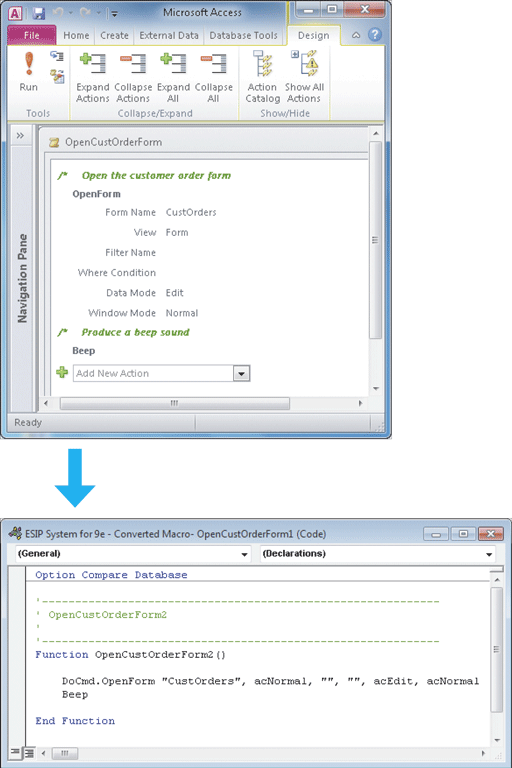 Microsoft Access
File Home Create External Data Database Tools Design
Run
Expand Actions
Collapse Actions
Expand All
Collapse All
Action Catalog
Show All Actions
Tools
Collapse/Expand
Show/Hide
Navigation Pane
OpenCustOrderForm
/* Open the customer order form
OpenForm
Form Name CustOrders
View Form
Filter Name
Where Condition
Data Mode Edit
Window Mode Normal
/* Produce a beep sound
Beep
Add New Action
Ready
ESIP System for 9e - Converted Macro- OpenCustOrderForm1 (Code)
(General) (Declarations)
Option Compare Database
'------------------------------------------------------------
' OpenCustOrderForm2
'
'------------------------------------------------------------
Function OpenCustOrderForm2()
DoCmd.OpenForm "CustOrders", acNormal, "", "", acEdit, acNormal
Beep
End Function